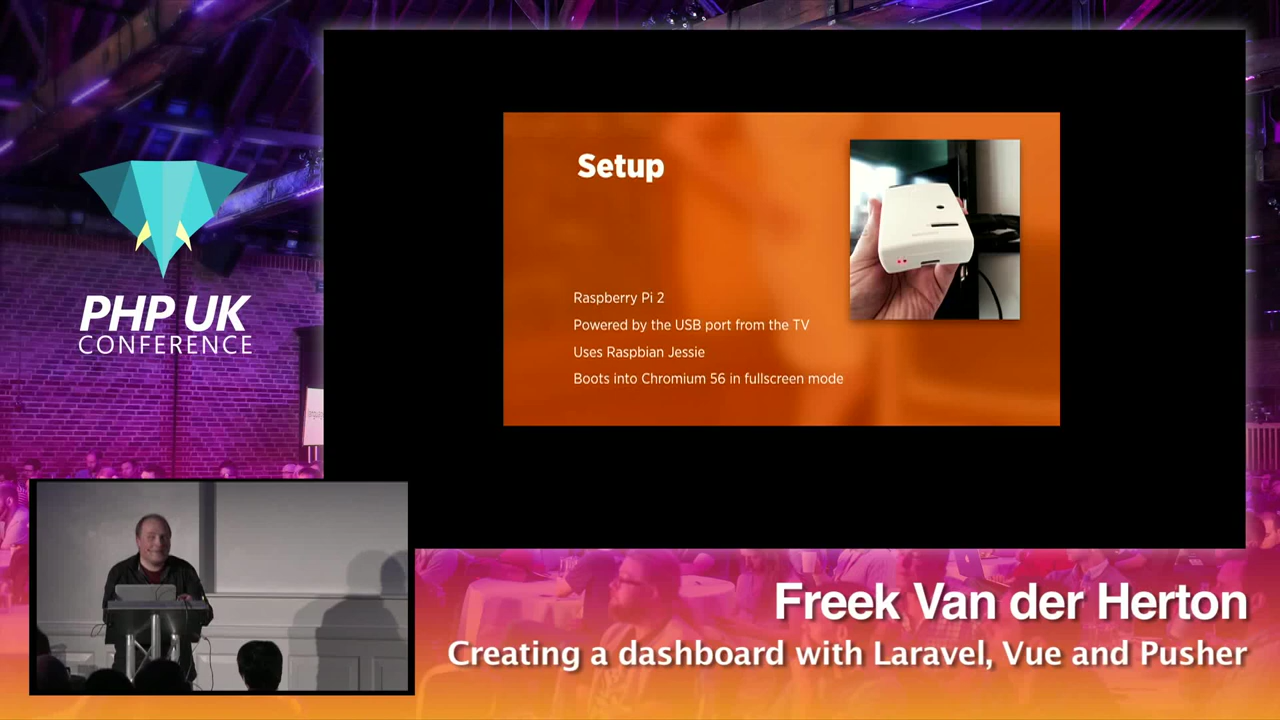 PHP UK
CONFERENCE
Setup
Raspberry Pi 2
Powered by the USB port from the TV
Uses Raspbian Jessie
Boots into Chromium 56 in fullscreen mode
Freek Van der Herton
Creating a dashboard with Laravel, Vue and Pusher